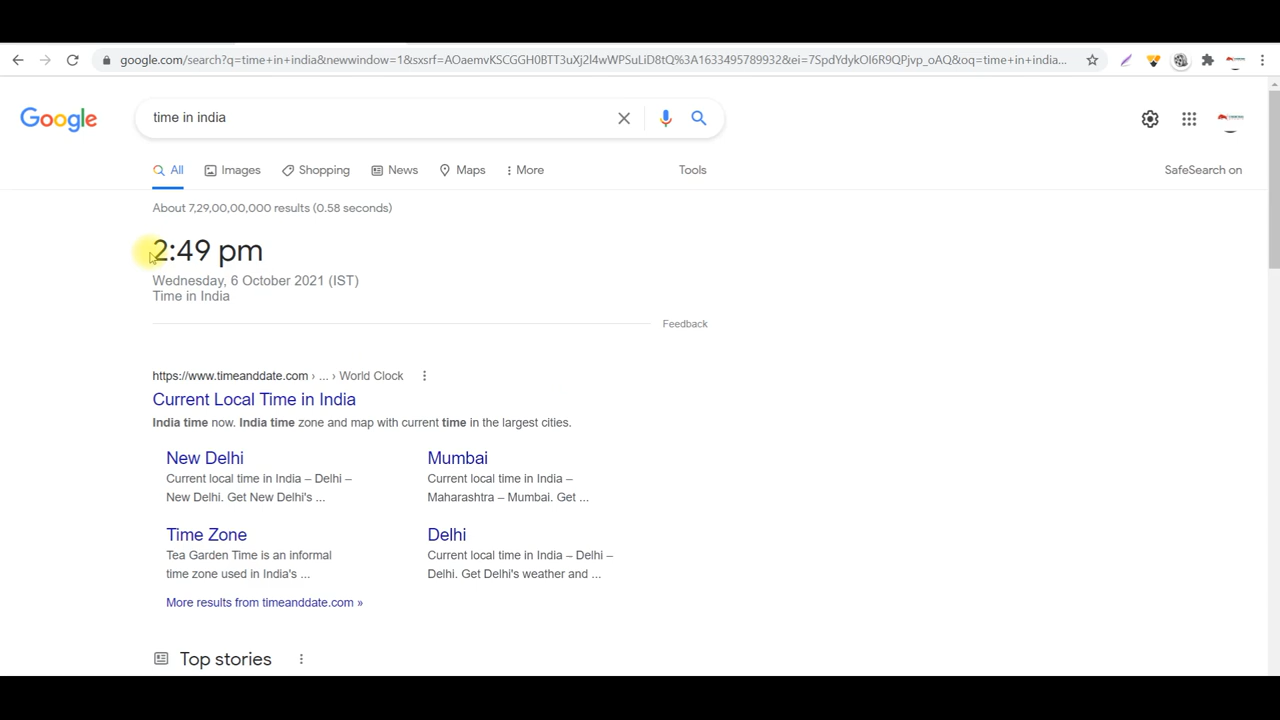 google.com/search?q=time+in+india&newwindow=1&sxsrf=AOaemvKSCGGH0BTT3uXj2l4wWPSuLiD8tQ%3A1633495789932&ei=7SpdYdykOI6R9QPjvp_oAQ&oq=time+in+india...
Google
time in india
All Images Shopping News Maps More Tools SafeSearch on
About 7,29,00,00,000 results (0.58 seconds)
2:49 pm
Wednesday, 6 October 2021 (IST)
Time in India
Feedback
https://www.timeanddate.com › ... › World Clock
Current Local Time in India
India time now. India time zone and map with current time in the largest cities.
New Delhi
Current local time in India – Delhi –
New Delhi. Get New Delhi's ...
Mumbai
Current local time in India –
Maharashtra – Mumbai. Get ...
Time Zone
Tea Garden Time is an informal
time zone used in India's ...
Delhi
Current local time in India – Delhi –
Delhi. Get Delhi's weather and ...
More results from timeanddate.com »
Top stories